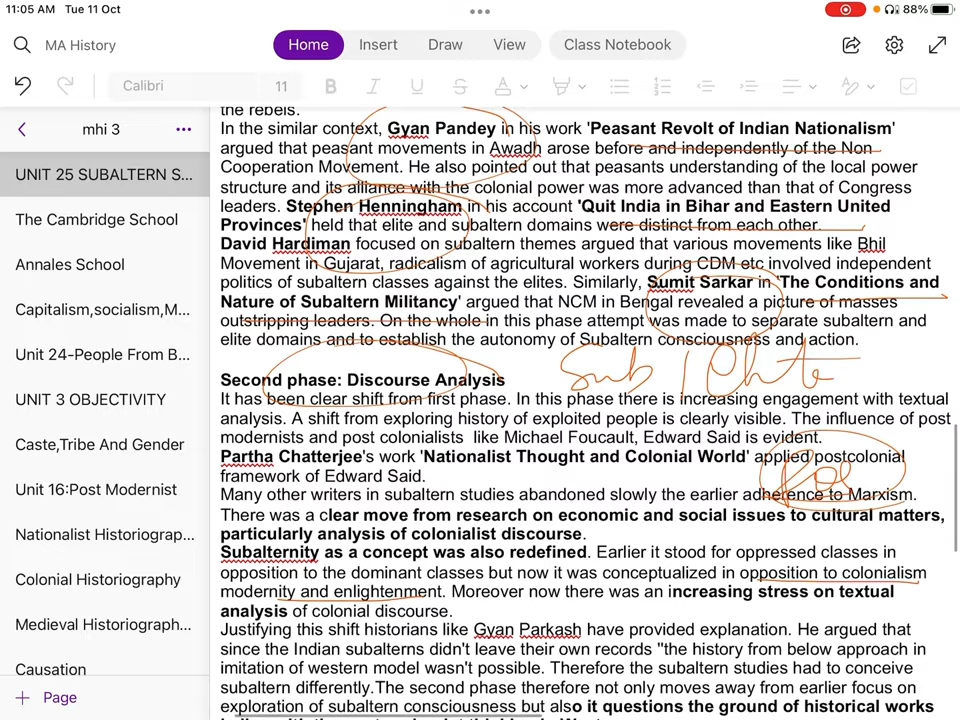 11:05 AM Tue 11 Oct
88%
MA History
Home
Insert
Draw
View
Class Notebook
Calibri
11
B
I
U
S
A
mhi 3
UNIT 25 SUBALTERN S...
The Cambridge School
Annales School
Capitalism,socialism,M...
Unit 24-People From B...
UNIT 3 OBJECTIVITY
Caste,Tribe And Gender
Unit 16:Post Modernist
Nationalist Historiograp...
Colonial Historiography
Medieval Historiograph...
Causation
Page
the rebels.
In the similar context, Gyan Pandey in his work 'Peasant Revolt of Indian Nationalism'
argued that peasant movements in Awadh arose before and independently of the Non
Cooperation Movement. He also pointed out that peasants understanding of the local power
structure and its alliance with the colonial power was more advanced than that of Congress
leaders. Stephen Henningham in his account 'Quit India in Bihar and Eastern United
Provinces' held that elite and subaltern domains were distinct from each other.
David Hardiman focused on subaltern themes argued that various movements like Bhil
Movement in Gujarat, radicalism of agricultural workers during CDM etc involved independent
politics of subaltern classes against the elites. Similarly, Sumit Sarkar in 'The Conditions and
Nature of Subaltern Militancy' argued that NCM in Bengal revealed a picture of masses
outstripping leaders. On the whole in this phase attempt was made to separate subaltern and
elite domains and to establish the autonomy of Subaltern consciousness and action.
Sub
Second phase: Discourse Analysis
It has been clear shift from first phase. In this phase there is increasing engagement with textual
analysis. A shift from exploring history of exploited people is clearly visible. The influence of post
modernists and post colonialists like Michael Foucault, Edward Said is evident.
Partha Chatterjee's work 'Nationalist Thought and Colonial World' applied postcolonial
framework of Edward Said.
Many other writers in subaltern studies abandoned slowly the earlier adherence to Marxism.
There was a clear move from research on economic and social issues to cultural matters,
particularly analysis of colonialist discourse.
Subalternity as a concept was also redefined. Earlier it stood for oppressed classes in
opposition to the dominant classes but now it was conceptualized in opposition to colonialism
modernity and enlightenment. Moreover now there was an increasing stress on textual
analysis of colonial discourse.
Justifying this shift historians like Gyan Parkash have provided explanation. He argued that
since the Indian subalterns didn't leave their own records "the history from below approach in
imitation of western model wasn't possible. Therefore the subaltern studies had to conceive
subaltern differently.The second phase therefore not only moves away from earlier focus on
exploration of subaltern consciousness but also it questions the ground of historical works